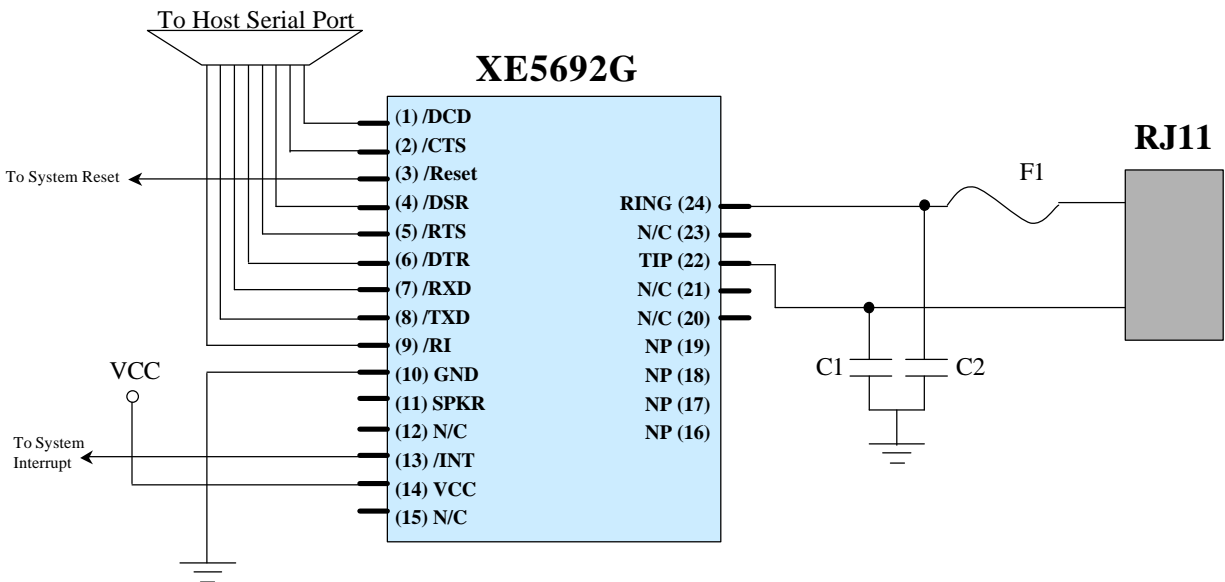 To Host Serial Port
XE5692G
(1) /DCD
(2) /CTS
(3) /Reset
(4) /DSR
(5) /RTS
(6) /DTR
(7) /RXD
(8) /TXD
(9) /RI
(10) GND
(11) SPKR
(12) N/C
(13) /INT
(14) VCC
(15) N/C
RING (24)
N/C (23)
TIP (22)
N/C (21)
N/C (20)
NP (19)
NP (18)
NP (17)
NP (16)
To System Reset
VCC
To System
Interrupt
F1
RJ11
C1
C2